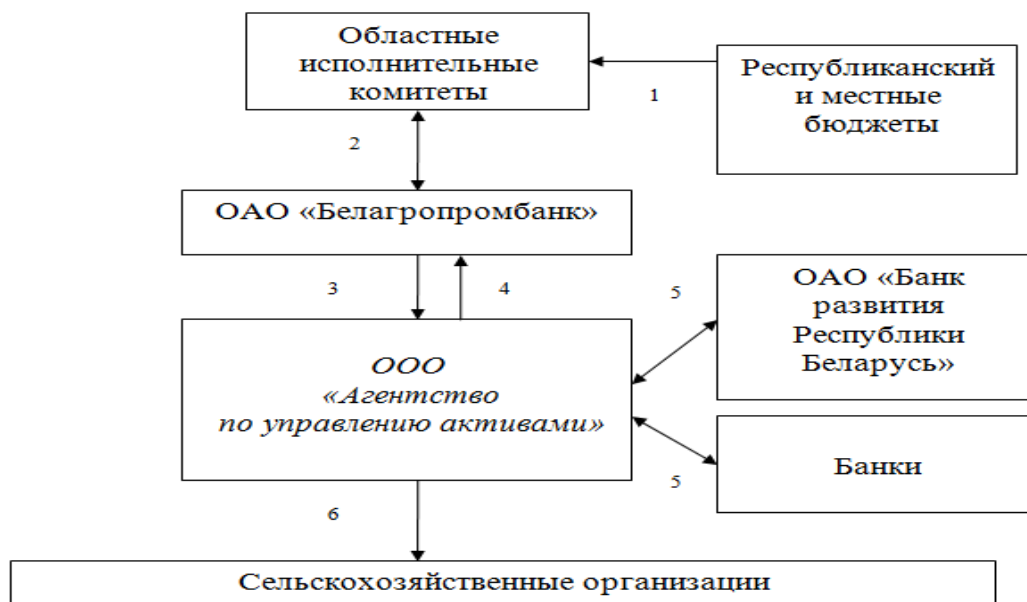 Областные
исполнительные
комитеты
Республиканский
и местные
бюджеты
1
2
ОАО «Белагропромбанк»
3
4
5
ОАО «Банк
развития
Республики
Беларусь»
ООО
«Агентство
по управлению активами»
Банки
5
6
Сельскохозяйственные организации